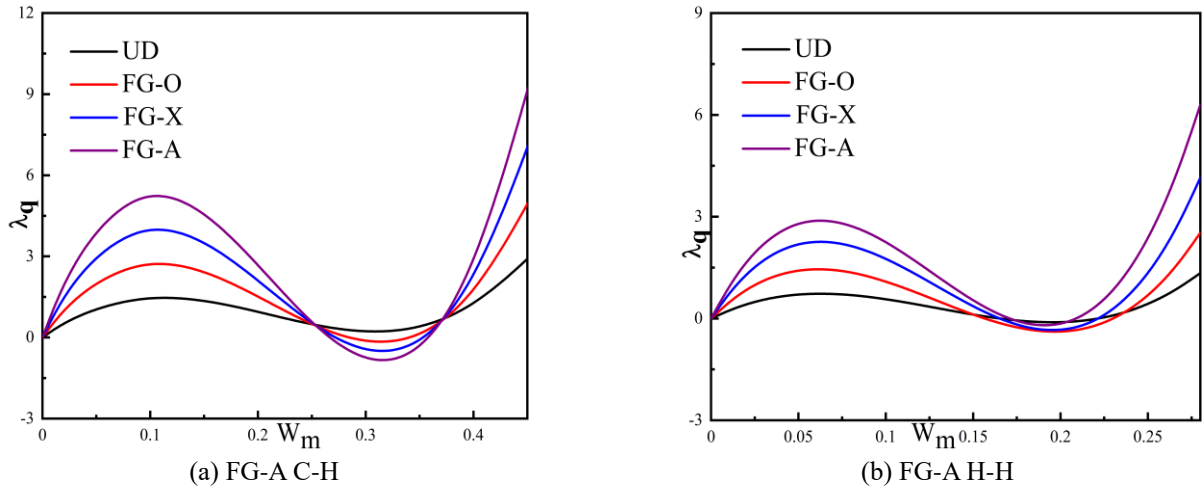 12
9
6
3
0
-3
λq
UD
FG-O
FG-X
FG-A
0
0.1
0.2
0.3
0.4
Wm
(a) FG-A C-H
9
6
3
0
-3
λq
UD
FG-O
FG-X
FG-A
0
0.05
0.1
0.15
0.2
0.25
Wm
(b) FG-A H-H